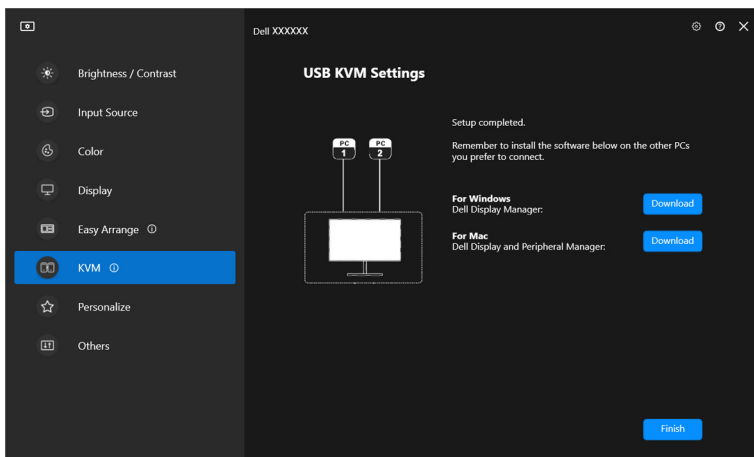 Dell XXXXXX
Brightness / Contrast
Input Source
Color
Display
Easy Arrange
KVM
Personalize
Others
USB KVM Settings
PC
1
PC
2
Setup completed.
Remember to install the software below on the other PCs
you prefer to connect.
For Windows
Dell Display Manager:
Download
For Mac
Dell Display and Peripheral Manager:
Download
Finish